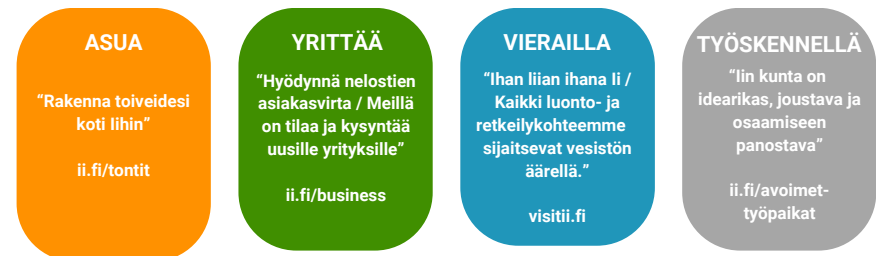 ASUA
“Rakenna toiveidesi
koti Iihin”
ii.fi/tontit
YRITTÄÄ
“Hyödynnä nelostien
asiakasvirta / Meillä
on tilaa ja kysyntää
uusille yrityksille”
ii.fi/business
VIERAILLA
“Ihan liian ihana Ii /
Kaikki luonto- ja
retkeilykohteemme
sijaitsevat vesistön
äärellä.”
visitii.fi
TYÖSKENNELLÄ
“Iin kunta on
idearikas, joustava ja
osaamiseen
panostava”
ii.fi/avoimet-
työpaikat